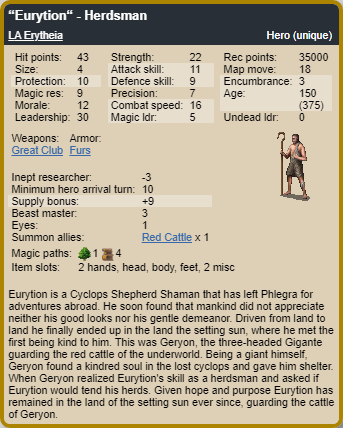 “Eurytion“ - Herdsman
LA Erytheia Hero (unique)
Hit points: 43 Strength: 22 Rec points: 35000
Size: 4 Attack skill: 11 Map move: 18
Protection: 10 Defence skill: 9 Encumbrance: 3
Magic res: 9 Precision: 7 Age: 150
Morale: 12 Combat speed: 16 (375)
Leadership: 30 Magic ldr: 5 Undead ldr: 0
Weapons: Armor:
Great Club Furs
Inept researcher: -3
Minimum hero arrival turn: 10
Supply bonus: +9
Beast master: 3
Eyes: 1
Summon allies: Red Cattle x 1
Magic paths: 1 4
Item slots: 2 hands, head, body, feet, 2 misc
Eurytion is a Cyclops Shepherd Shaman that has left Phlegra for
adventures abroad. He soon found that mankind did not appreciate
neither his good looks nor his gentle demeanor. Driven from land to
land he finally ended up in the land the setting sun, where he met the
first being kind to him. This was Geryon, the three-headed Gigante
guarding the red cattle of the underworld. Being a giant himself,
Geryon found a kindred soul in the lost cyclops and gave him shelter.
When Geryon realized Eurytion's skill as a herdsman and asked if
Eurytion would tend his herds. Given hope and purpose Eurytion has
remained in the land of the setting sun ever since, guarding the cattle
of Geryon.